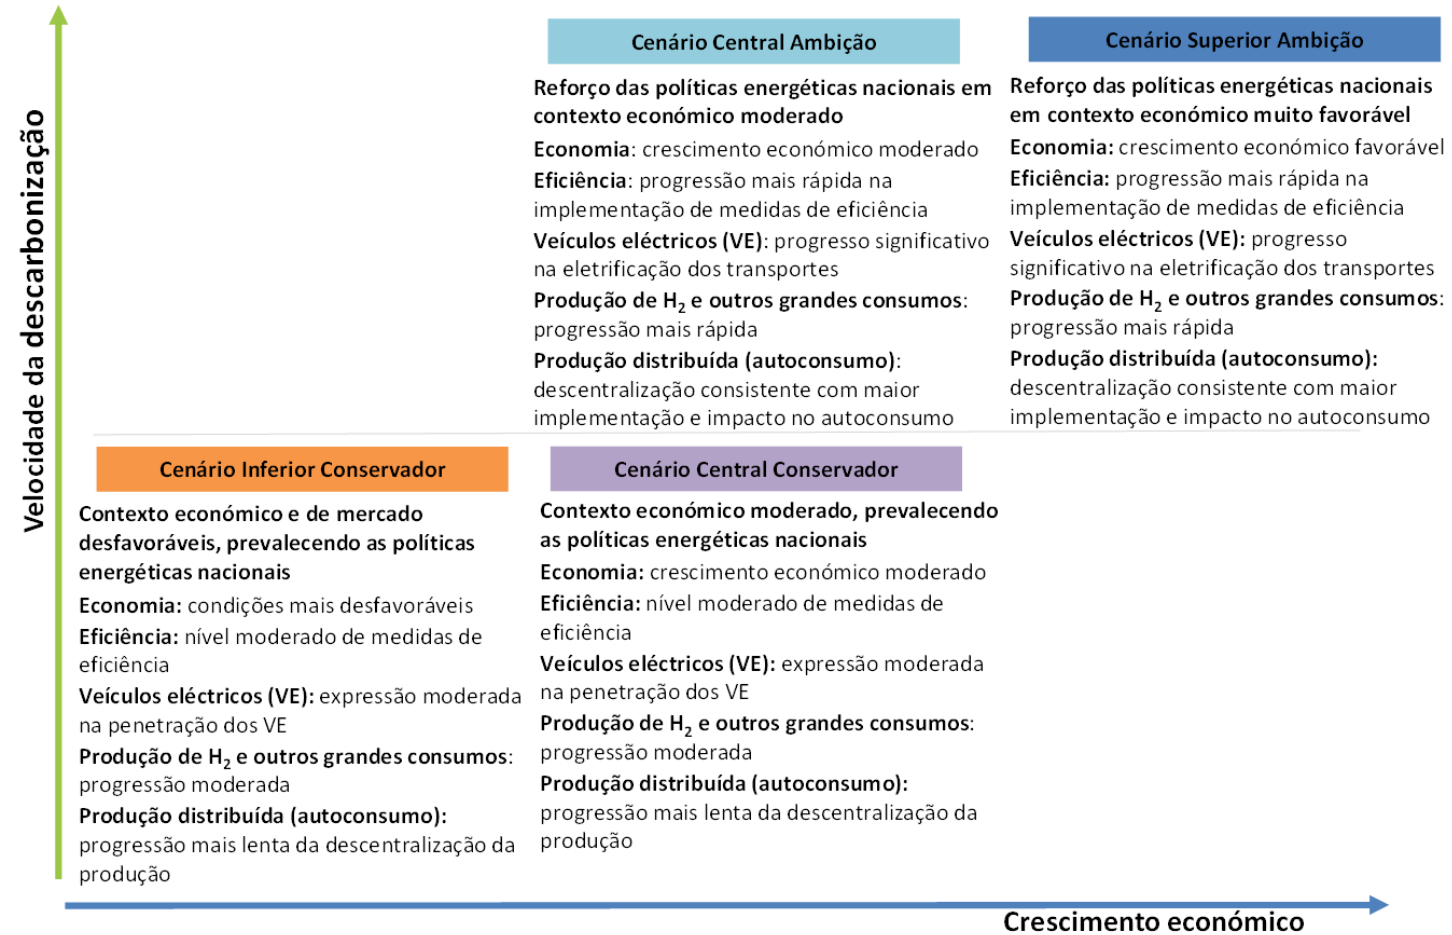 Velocidade da descarbonização
Cenário Central Ambição
Reforço das políticas energéticas nacionais em
contexto económico moderado
Economia: crescimento económico moderado
Eficiência: progressão mais rápida na
implementação de medidas de eficiência
Veículos eléctricos (VE): progresso significativo
na eletrificação dos transportes
Produção de H₂ e outros grandes consumos:
progressão mais rápida
Produção distribuída (autoconsumo):
descentralização consistente com maior
implementação e impacto no autoconsumo
Cenário Superior Ambição
Reforço das políticas energéticas nacionais
em contexto económico muito favorável
Economia: crescimento económico favorável
Eficiência: progressão mais rápida na
implementação de medidas de eficiência
Veículos eléctricos (VE): progresso
significativo na eletrificação dos transportes
Produção de H₂ e outros grandes consumos:
progressão mais rápida
Produção distribuída (autoconsumo):
descentralização consistente com maior
implementação e impacto no autoconsumo
Cenário Inferior Conservador
Contexto económico e de mercado
desfavoráveis, prevalecendo as políticas
energéticas nacionais
Economia: condições mais desfavoráveis
Eficiência: nível moderado de medidas de
eficiência
Veículos eléctricos (VE): expressão moderada
na penetração dos VE
Produção de H₂ e outros grandes consumos:
progressão moderada
Produção distribuída (autoconsumo):
progressão mais lenta da descentralização da
produção
Cenário Central Conservador
Contexto económico moderado, prevalecendo
as políticas energéticas nacionais
Economia: crescimento económico moderado
Eficiência: nível moderado de medidas de
eficiência
Veículos eléctricos (VE): expressão moderada
na penetração dos VE
Produção de H₂ e outros grandes consumos:
progressão moderada
Produção distribuída (autoconsumo):
progressão mais lenta da descentralização da
produção
Crescimento económico